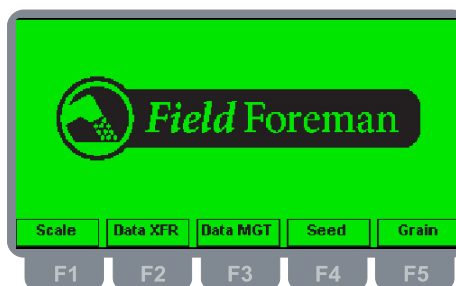 Field Foreman
Scale Data XFR Data MGT Seed Grain
F1 F2 F3 F4 F5